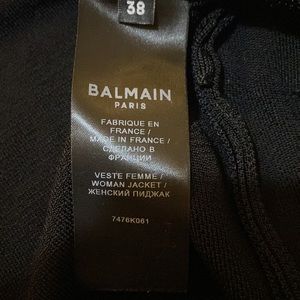 38
BALMAIN
PARIS
FABRIQUE EN
FRANCE /
MADE IN FRANCE /
СДЕЛАНО В
ФРАНЦИИ
VESTE FEMME /
WOMAN JACKET /
ЖЕНСКИЙ ПИДЖАК
7476K061